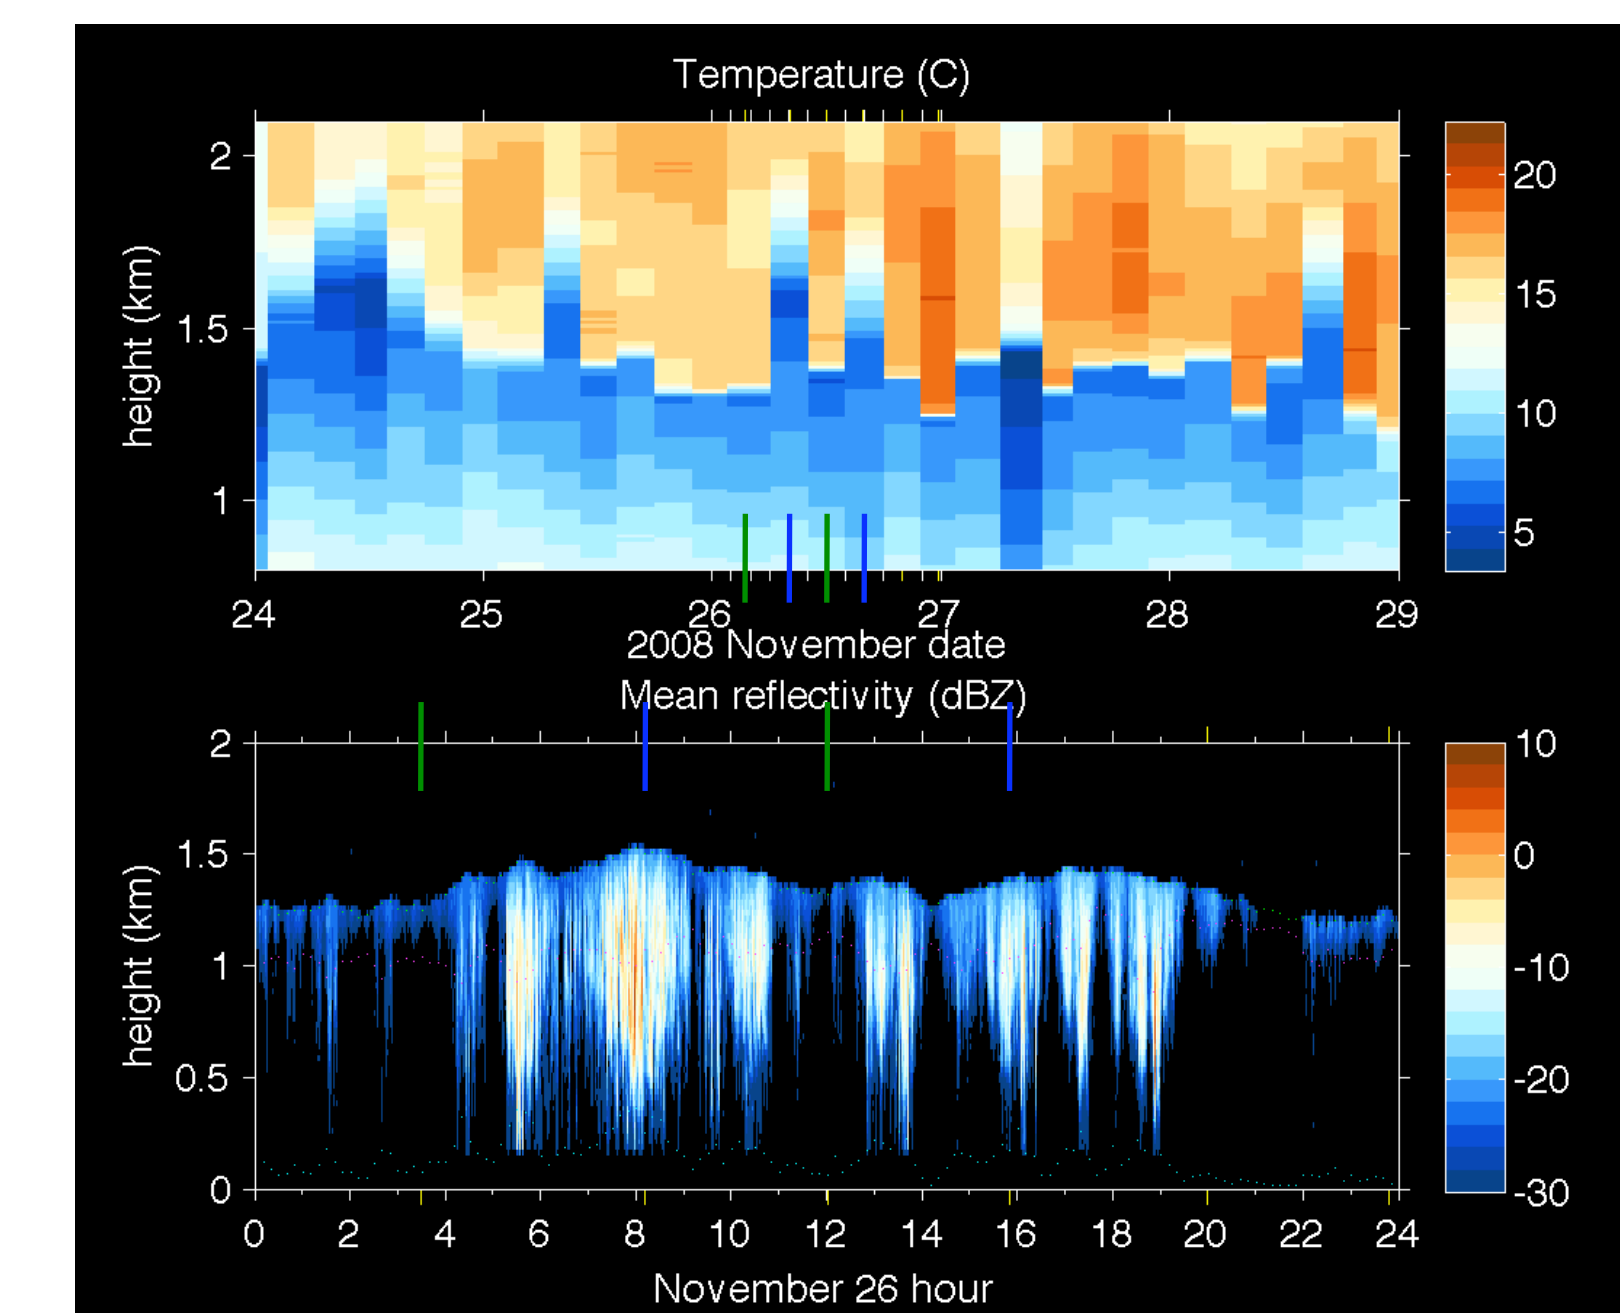 Temperature (C)
height (km)
2
1.5
1
24 25 26 27 28 29
2008 November date
20
15
10
5
Mean reflectivity (dBZ)
height (km)
2
1.5
1
0.5
0
0 2 4 6 8 10 12 14 16 18 20 22 24
November 26 hour
10
0
-10
-20
-30